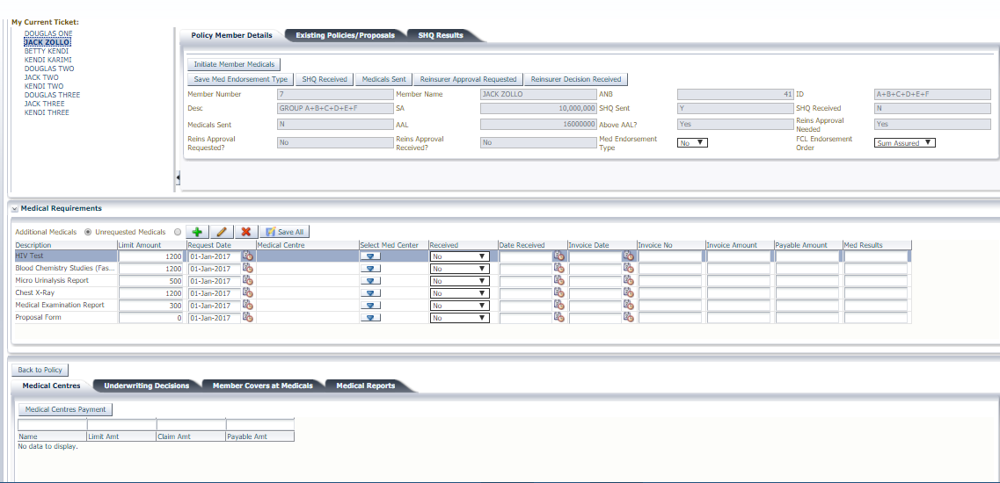 My Current Ticket:
DOUGLAS ONE
JACK ZOLLO
BETTY KENDI
KENDI KARIMI
DOUGLAS TWO
JACK TWO
KENDI TWO
DOUGLAS THREE
JACK THREE
KENDI THREE
Policy Member Details Existing Policies/Proposals SHQ Results
Initiate Member Medicals
Save Med Endorsement Type SHQ Received Medicals Sent Reinsurer Approval Requested Reinsurer Decision Received
Member Number 7 Member Name JACK ZOLLO ANB 41 ID A+B+C+D+E+F
Desc GROUP A+B+C+D+E+F SA 10,000,000 SHQ Sent Y SHQ Received N
Medicals Sent N AAL 16000000 Above AAL? Yes Reins Approval Needed Yes
Reins Approval Requested? No Reins Approval Received? No Med Endorsement Type No FCL Endorsement Order Sum Assured
Medical Requirements
Additional Medicals Unrequested Medicals Save All
Description Limit Amount Request Date Medical Centre Select Med Center Received Date Received Invoice Date Invoice No Invoice Amount Payable Amount Med Results
HIV Test 1200 01-Jan-2017 No
Blood Chemistry Studies (Fas... 1200 01-Jan-2017 No
Micro Urinalysis Report 500 01-Jan-2017 No
Chest X-Ray 1200 01-Jan-2017 No
Medical Examination Report 300 01-Jan-2017 No
Proposal Form 0 01-Jan-2017 No
Back to Policy
Medical Centres Underwriting Decisions Member Covers at Medicals Medical Reports
Medical Centres Payment
Name Limit Amt Claim Amt Payable Amt
No data to display.